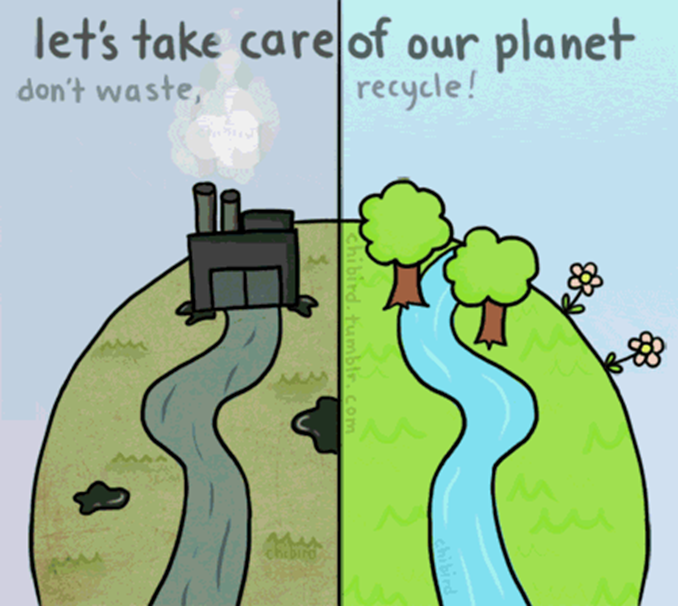 let's take care of our planet
don't waste, recycle!
chibird.tumblr.com
chibird
chibird